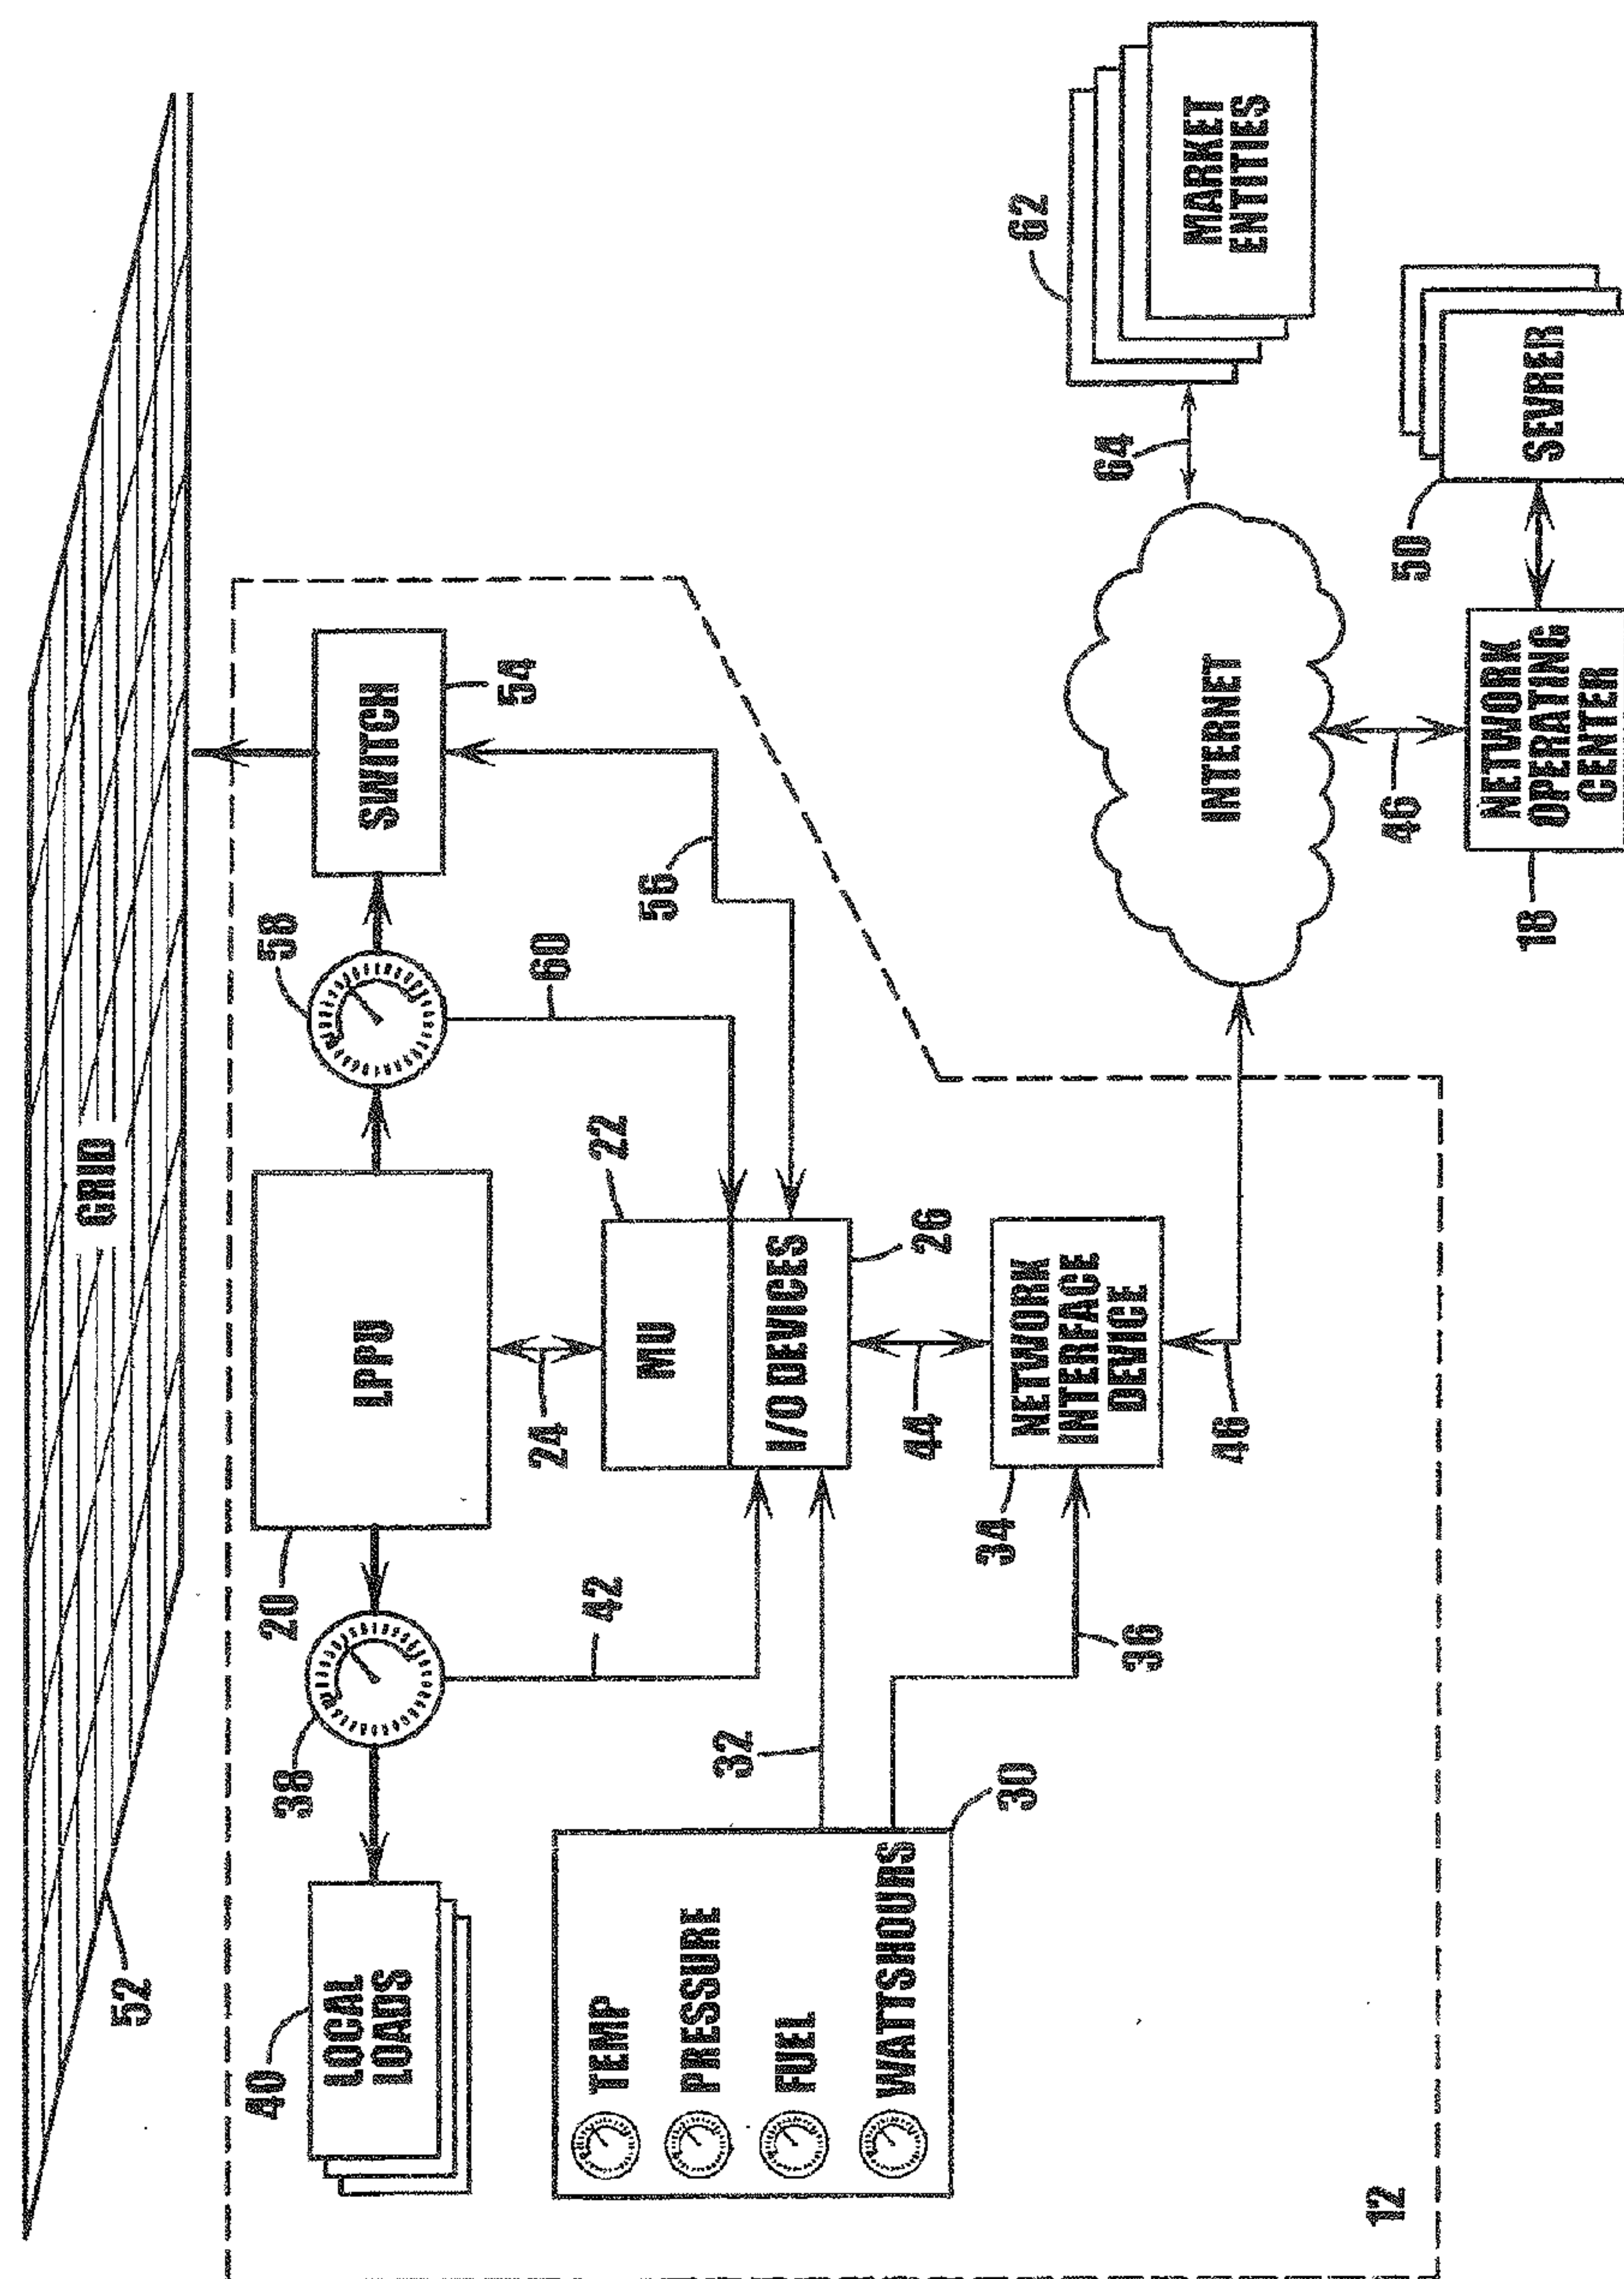 GRID
52
40
LOCAL
LOADS
38
20
LPPU
58
SWITCH
54
42
24
22
MU
I/O DEVICES
26
60
56
TEMP
PRESSURE
FUEL
WATTSHOURS
30
32
36
34
44
NETWORK
INTERFACE
DEVICE
46
12
INTERNET
64
62
MARKET
ENTITIES
46
18
NETWORK
OPERATING
CENTER
50
SEVRER